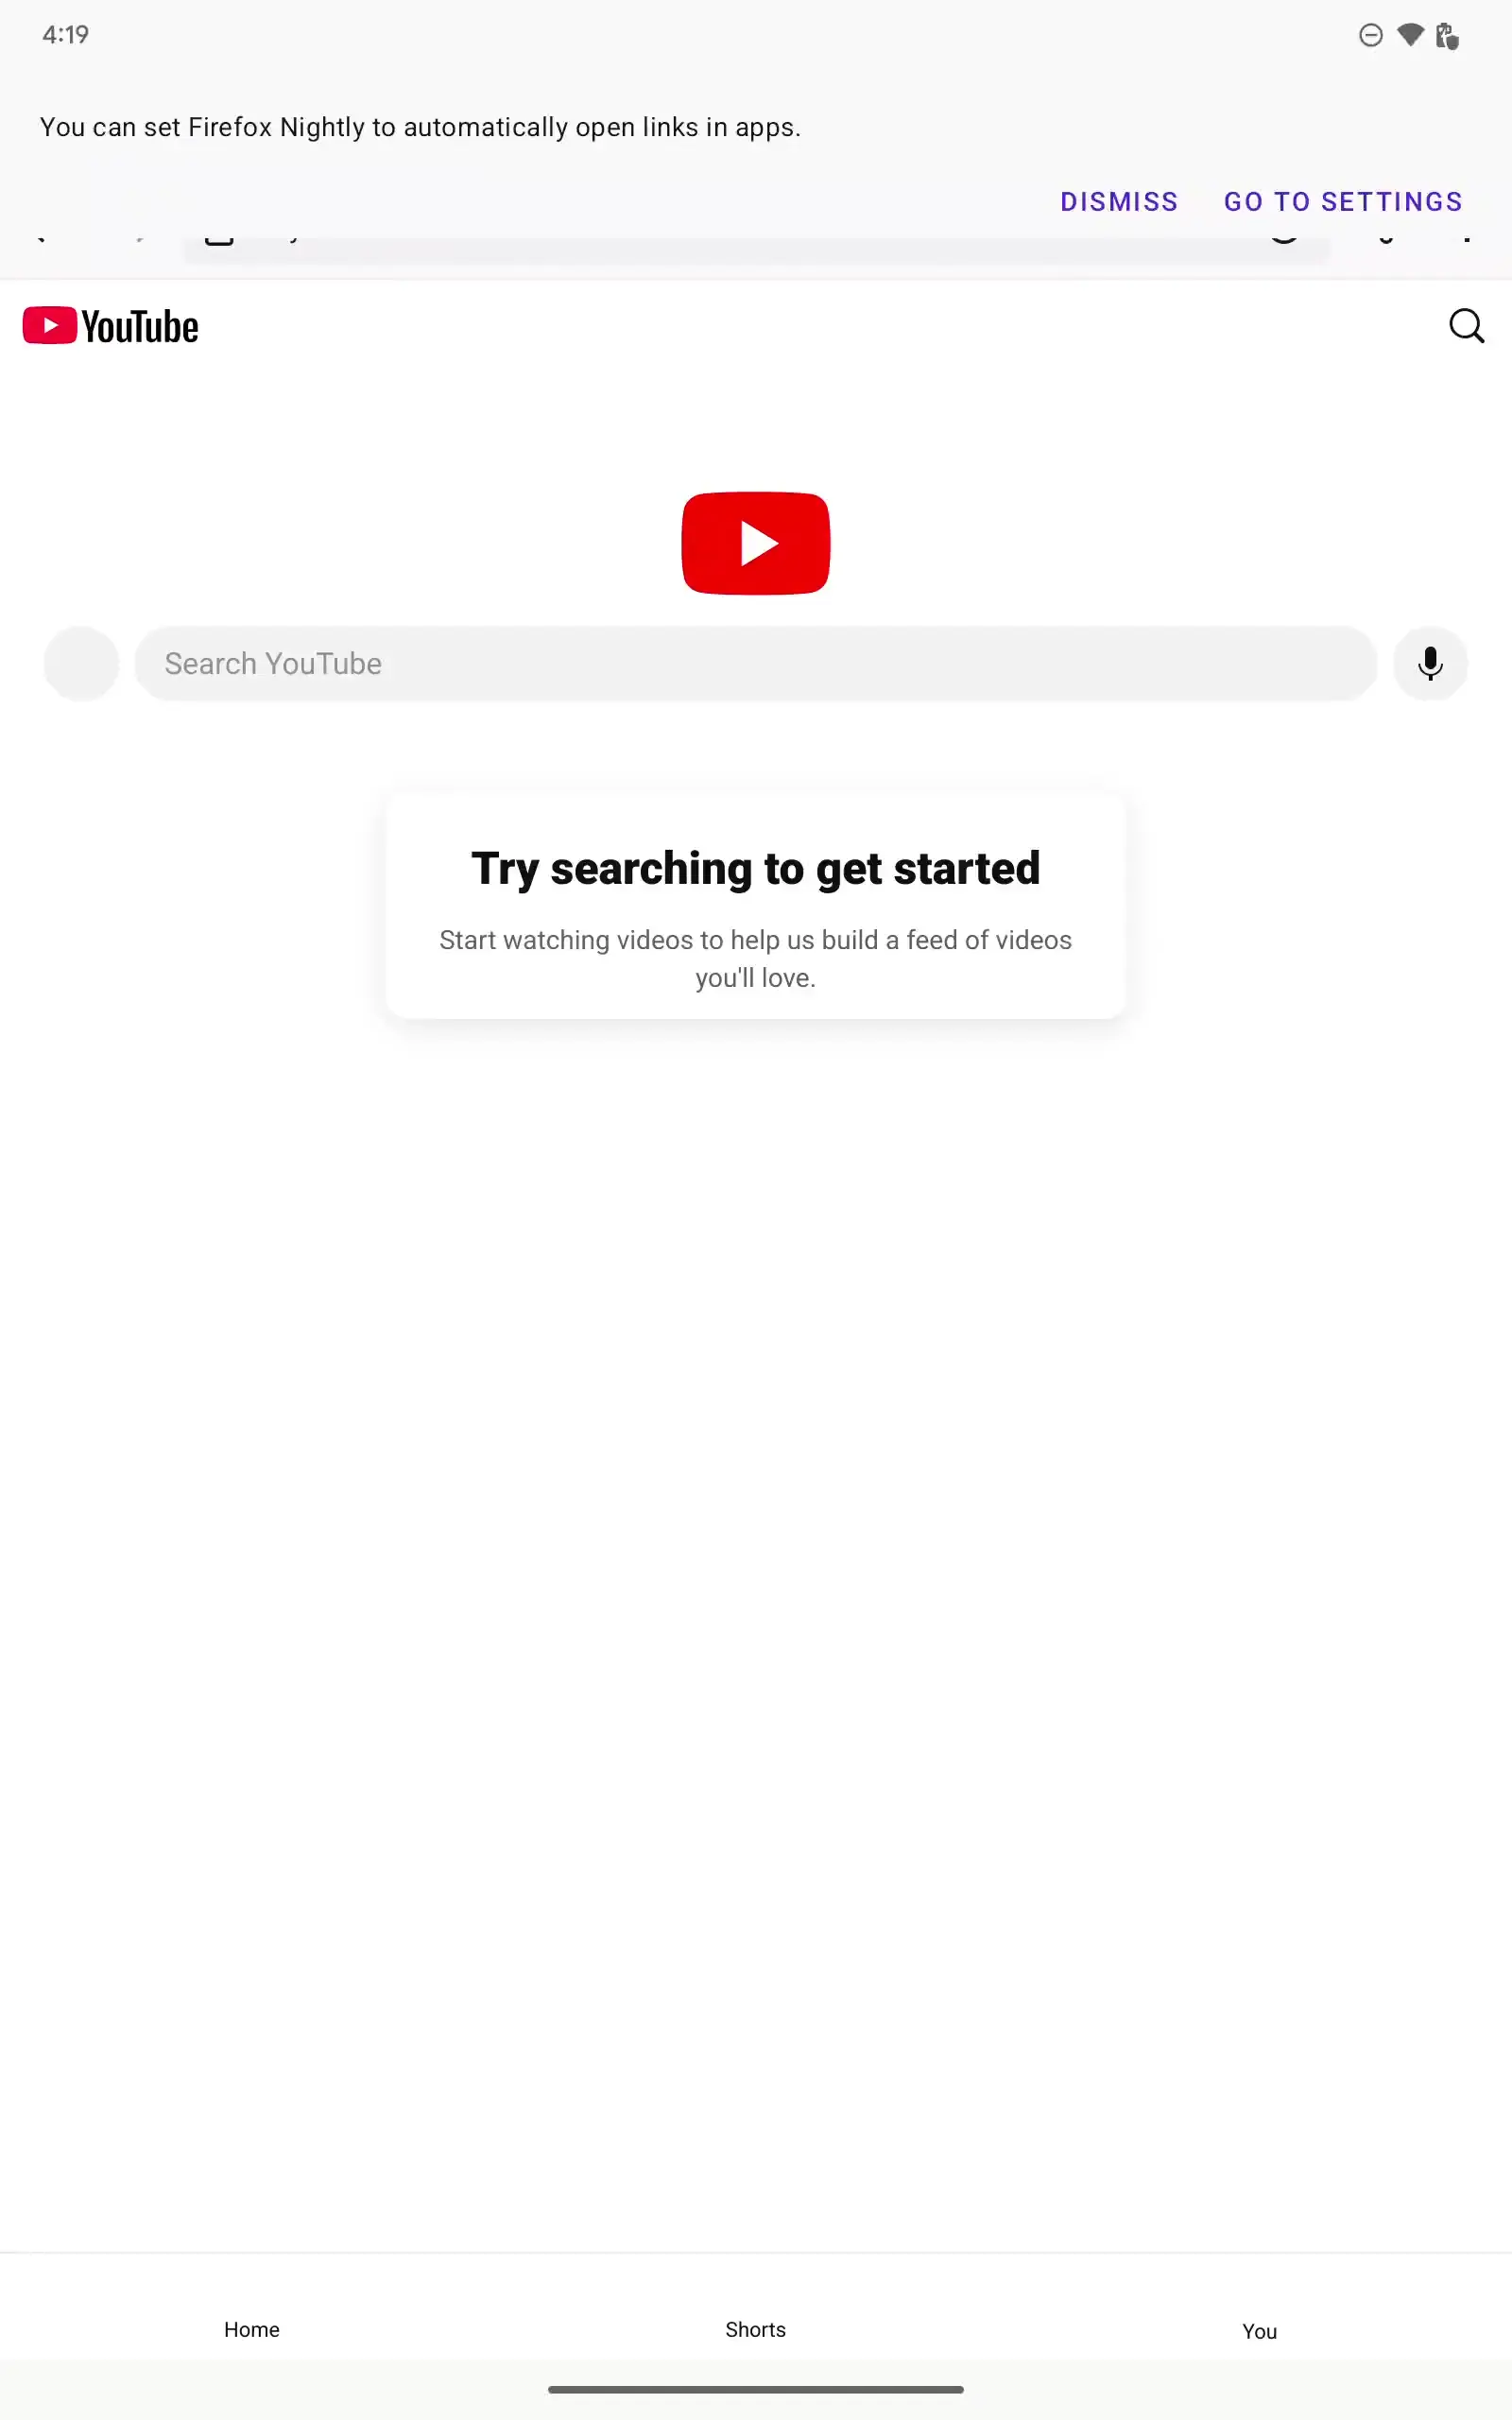 4:19
You can set Firefox Nightly to automatically open links in apps.
DISMISS GO TO SETTINGS
YouTube
Search YouTube
Try searching to get started
Start watching videos to help us build a feed of videos
you'll love.
Home Shorts You